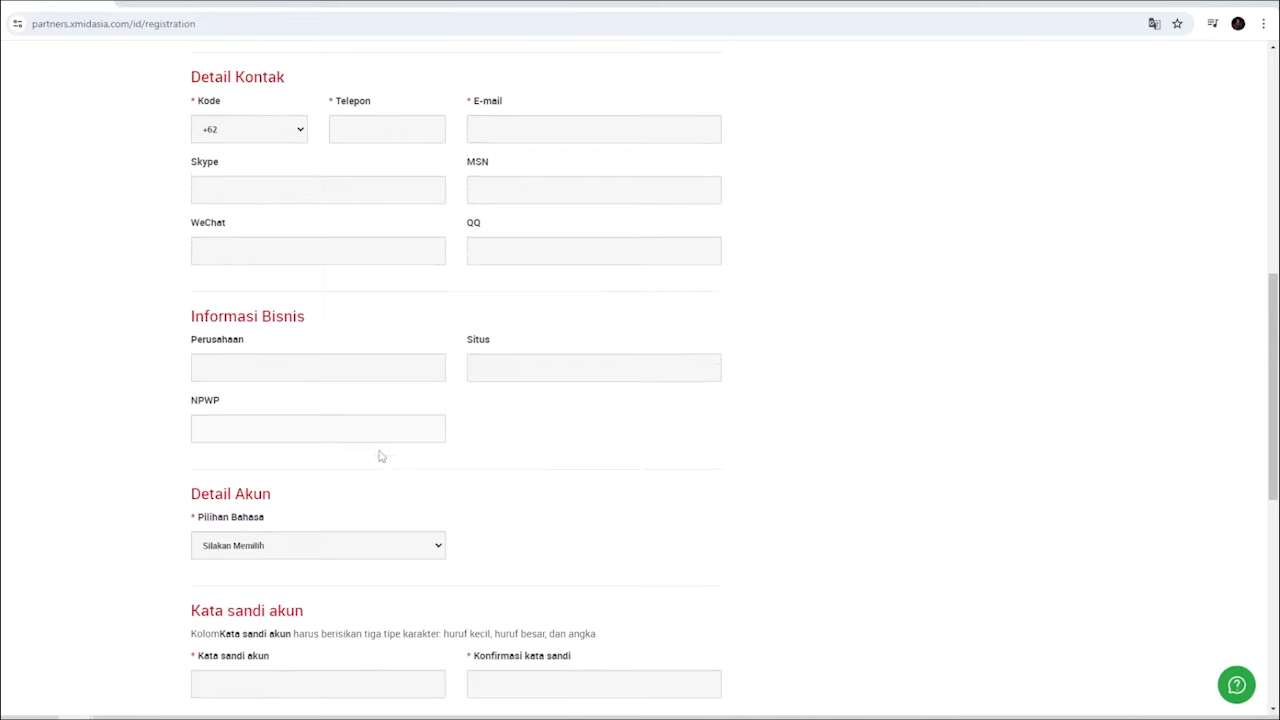 partners.xmidasia.com/id/registration
Detail Kontak
* Kode
* Telepon
* E-mail
+62
Skype
MSN
WeChat
QQ
Informasi Bisnis
Perusahaan
Situs
NPWP
Detail Akun
* Pilihan Bahasa
Silakan Memilih
Kata sandi akun
KolomKata sandi akun harus berisikan tiga tipe karakter: huruf kecil, huruf besar, dan angka.
* Kata sandi akun
* Konfirmasi kata sandi